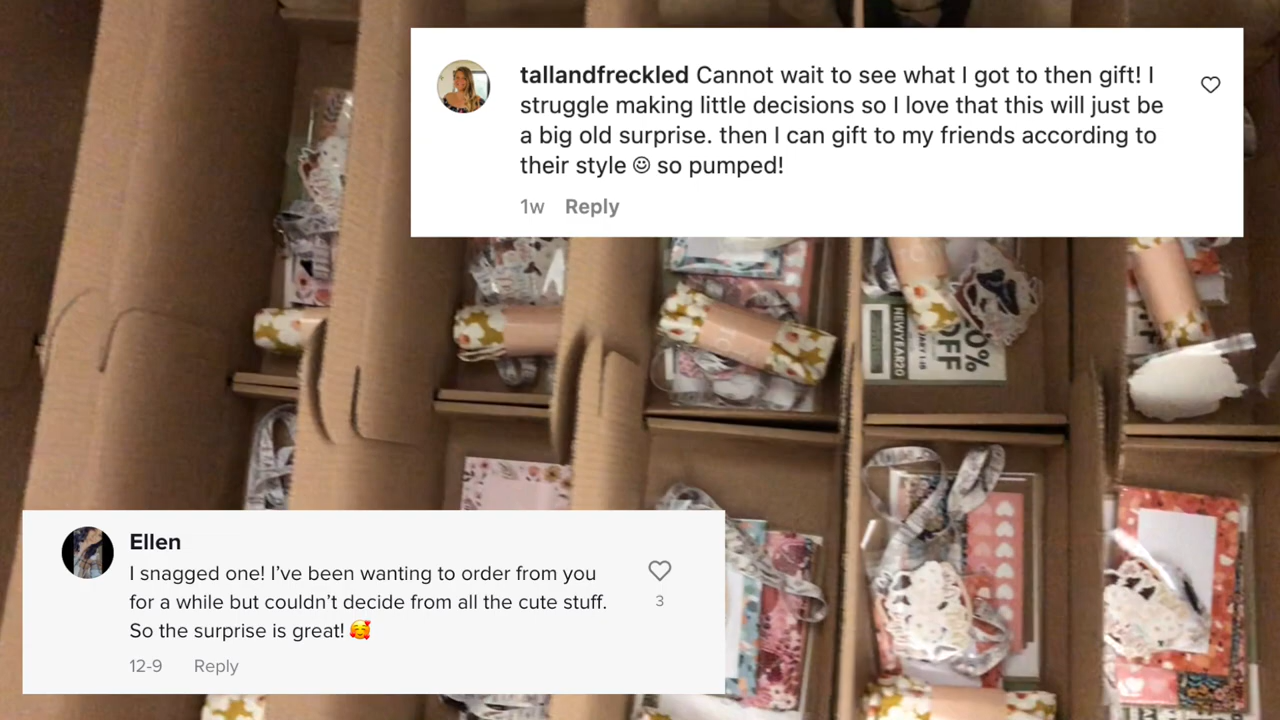 tallandfreckled Cannot wait to see what I got to then gift! I
struggle making little decisions so I love that this will just be
a big old surprise. then I can gift to my friends according to
their style ☺ so pumped!
1w Reply
NEWYEAR20
0%
OFF
Ellen
I snagged one! I’ve been wanting to order from you
for a while but couldn’t decide from all the cute stuff.
So the surprise is great! 🥰
3
12-9 Reply